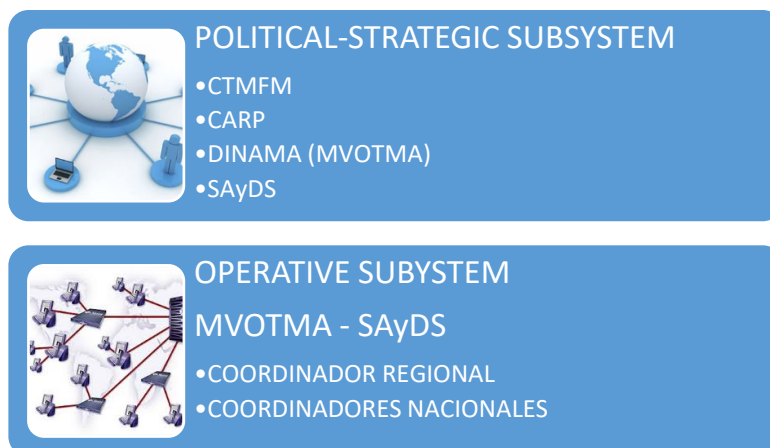 POLITICAL-STRATEGIC SUBSYSTEM
•CTMFM
•CARP
•DINAMA (MVOTMA)
•SAyDS
OPERATIVE SUBYSTEM
MVOTMA - SAyDS
•COORDINADOR REGIONAL
•COORDINADORES NACIONALES